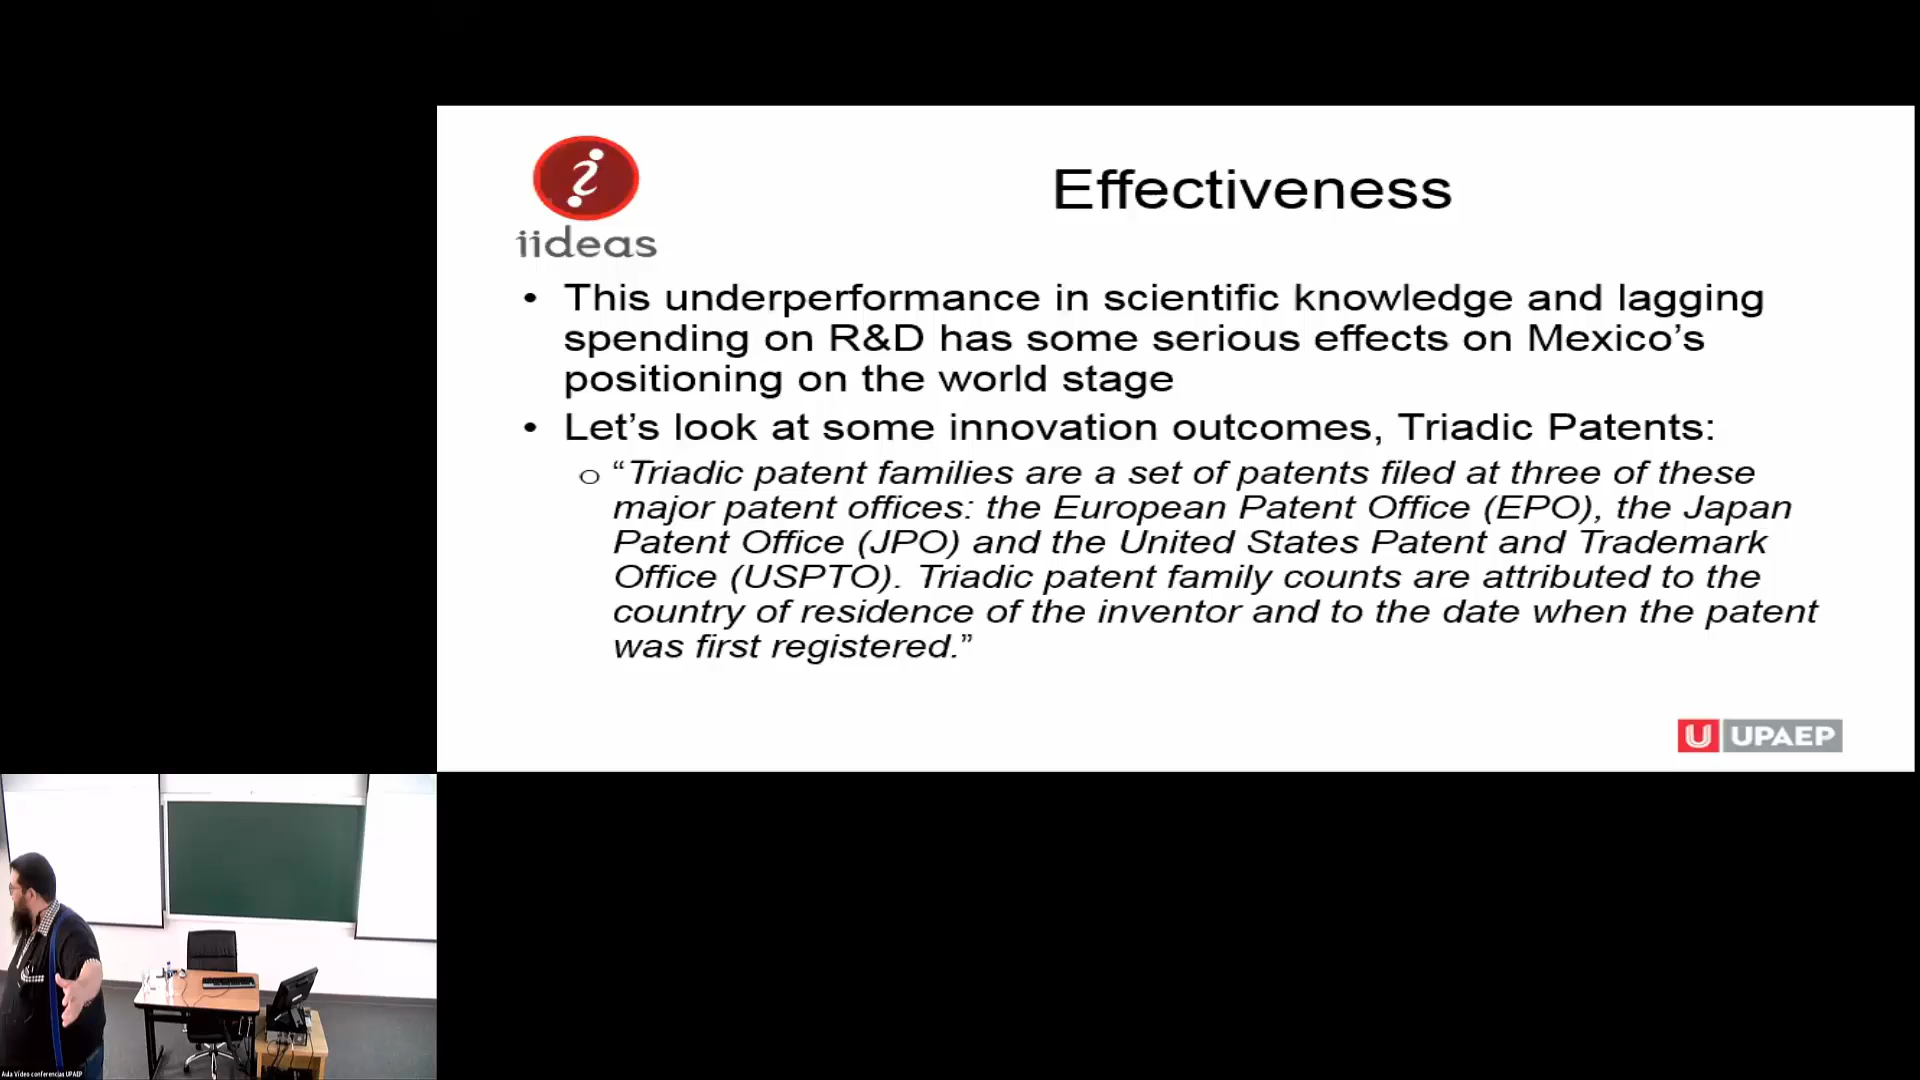 iideas
Effectiveness
• This underperformance in scientific knowledge and lagging
spending on R&D has some serious effects on Mexico’s
positioning on the world stage
• Let’s look at some innovation outcomes, Triadic Patents:
o “Triadic patent families are a set of patents filed at three of these
major patent offices: the European Patent Office (EPO), the Japan
Patent Office (JPO) and the United States Patent and Trademark
Office (USPTO). Triadic patent family counts are attributed to the
country of residence of the inventor and to the date when the patent
was first registered.”
U UPAEP
Aula Video conferencias UPAEP